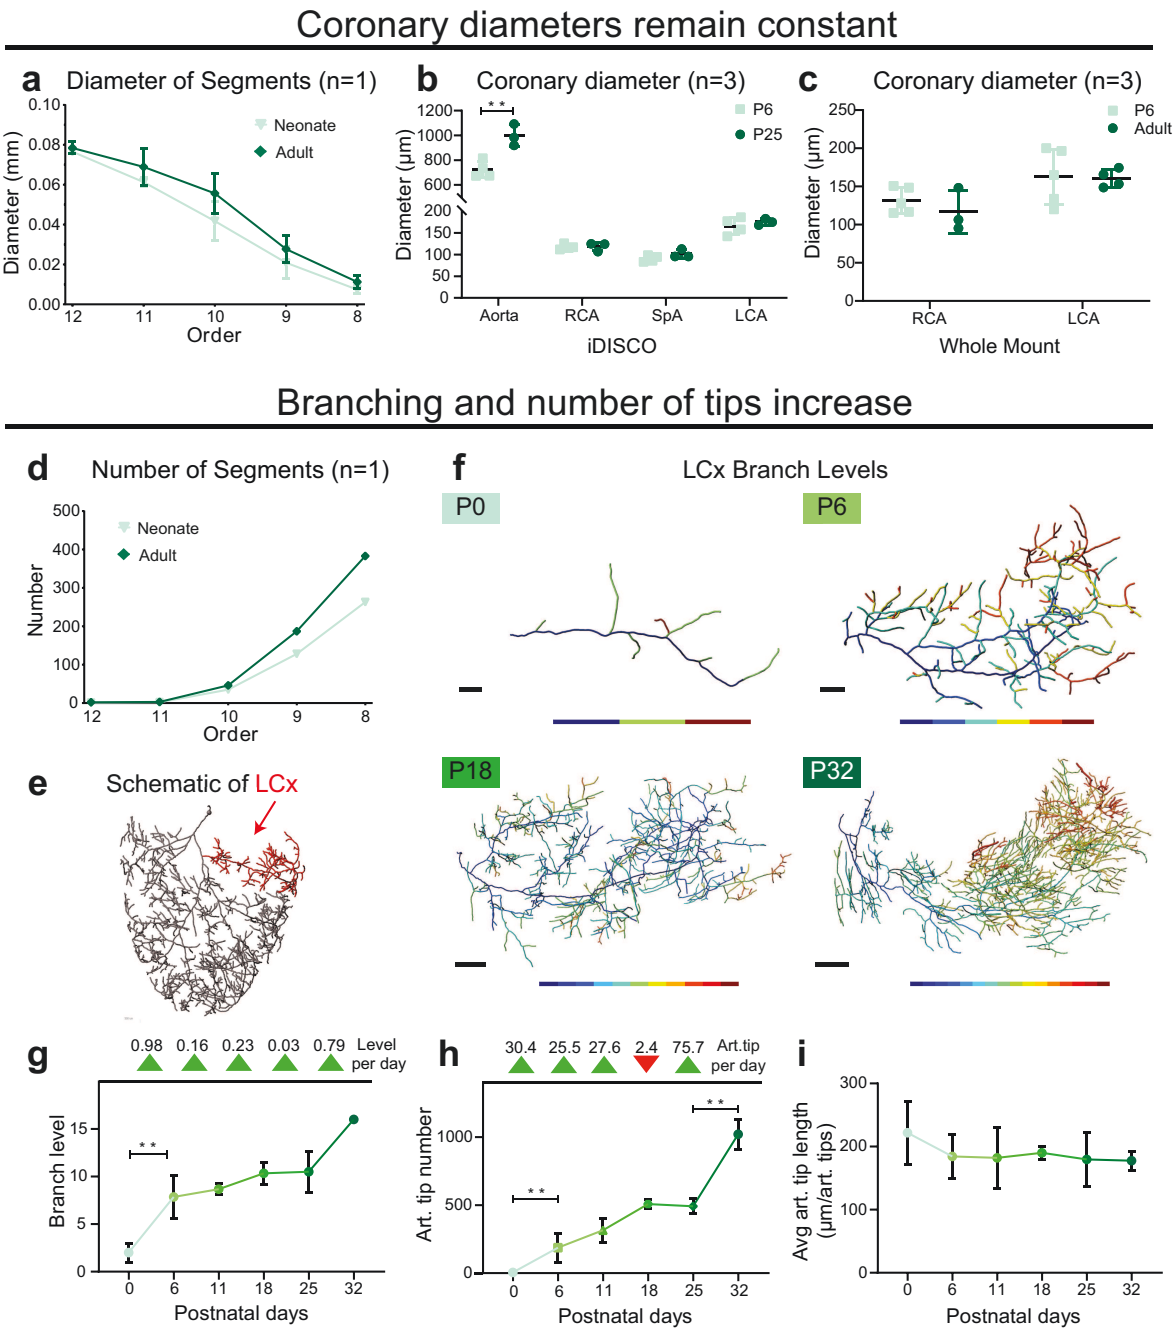 Coronary diameters remain constant
a Diameter of Segments (n=1)
Neonate
Adult
Diameter (mm)
0.10
0.08
0.06
0.04
0.02
0.00
12 11 10 9 8
Order
b Coronary diameter (n=3)
P6
P25
* *
Diameter (µm)
1200
1000
800
600
200
150
100
50
0
Aorta RCA SpA LCA
iDISCO
c Coronary diameter (n=3)
P6
Adult
Diameter (µm)
250
200
150
100
50
0
RCA LCA
Whole Mount
Branching and number of tips increase
d Number of Segments (n=1)
Neonate
Adult
Number
500
400
300
200
100
0
12 11 10 9 8
Order
e Schematic of LCx
f LCx Branch Levels
P0
P6
P18
P32
g
0.98 0.16 0.23 0.03 0.79 Level
per day
* *
Branch level
15
10
5
0
0 6 11 18 25 32
Postnatal days
h
30.4 25.5 27.6 2.4 75.7 Art.tip
per day
* *
* *
Art. tip number
1000
500
0
0 6 11 18 25 32
Postnatal days
i
Avg art. tip length
(µm/art. tips)
300
200
100
0
0 6 11 18 25 32
Postnatal days